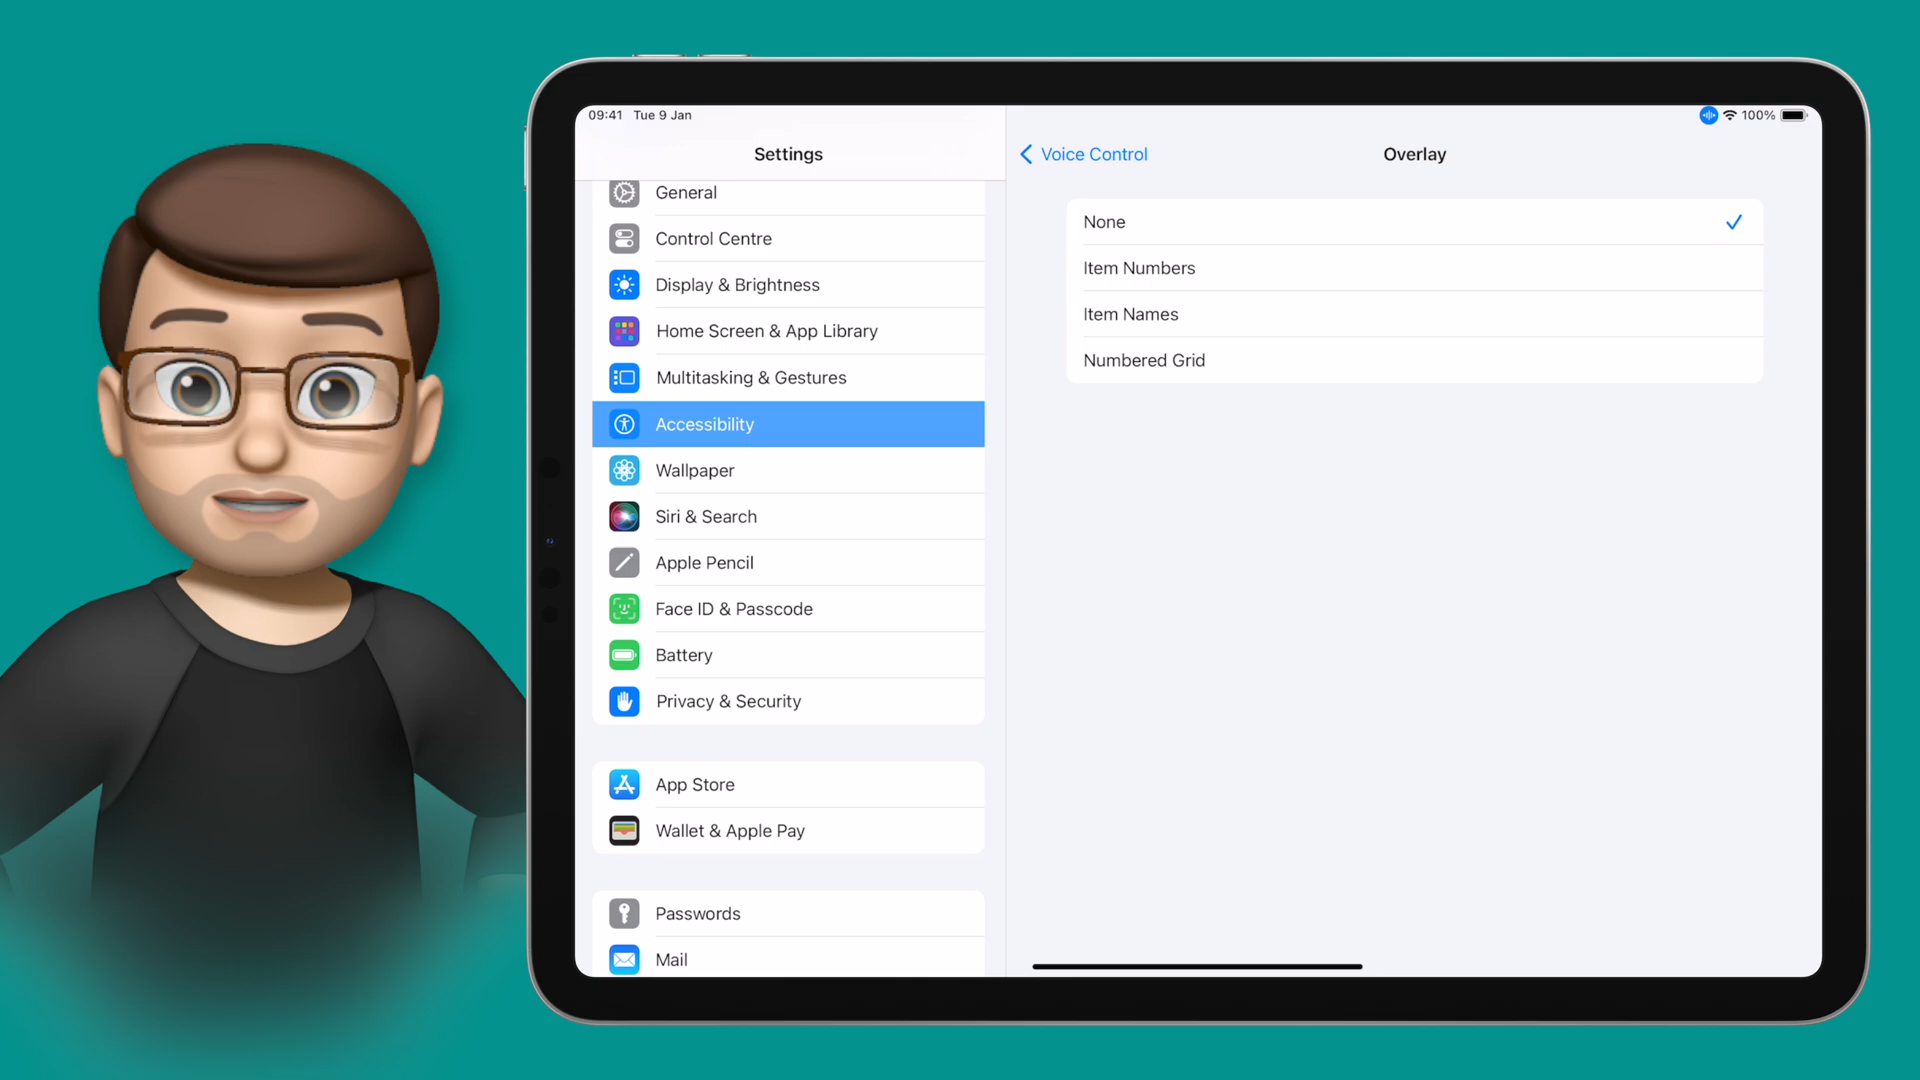 09:41 Tue 9 Jan
100%
Settings
Voice Control
Overlay
General
Control Centre
Display & Brightness
Home Screen & App Library
Multitasking & Gestures
Accessibility
Wallpaper
Siri & Search
Apple Pencil
Face ID & Passcode
Battery
Privacy & Security
App Store
Wallet & Apple Pay
Passwords
Mail
None
Item Numbers
Item Names
Numbered Grid